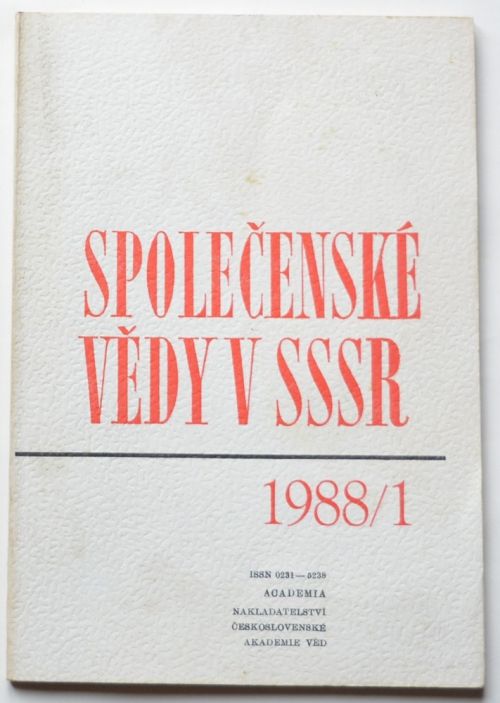 SPOLEČENSKÉ
VĚDY V SSSR
1988/1
ISSN 0231—5238
ACADEMIA
NAKLADATELSTVÍ
ČESKOSLOVENSKÉ
AKADEMIE VĚD